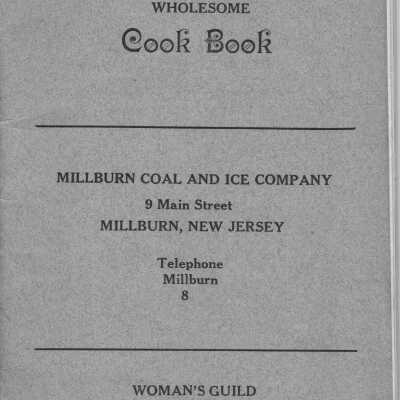 WHOLESOME
Cook Book
MILLBURN COAL AND ICE COMPANY
9 Main Street
MILLBURN, NEW JERSEY
Telephone
Millburn
8
WOMAN'S GUILD